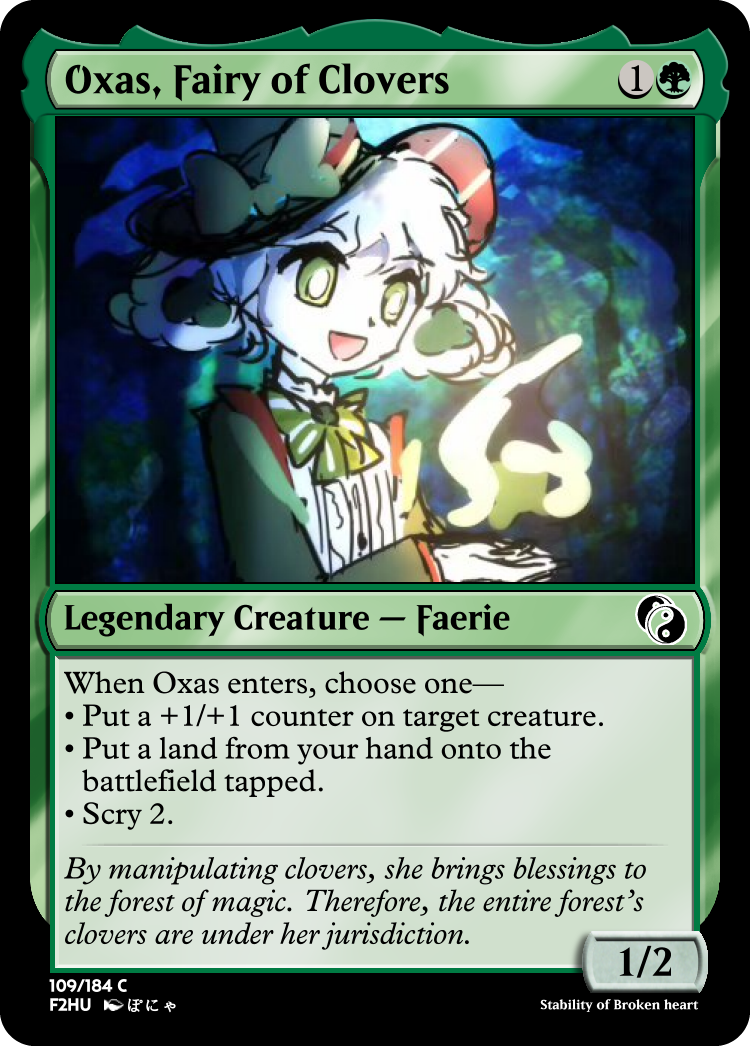 Oxas, Fairy of Clovers 1
Legendary Creature — Faerie
When Oxas enters, choose one—
• Put a +1/+1 counter on target creature.
• Put a land from your hand onto the
battlefield tapped.
• Scry 2.
By manipulating clovers, she brings blessings to
the forest of magic. Therefore, the entire forest's
clovers are under her jurisdiction.
1/2
109/184 C
F2HU ぽにゃ
Stability of Broken heart